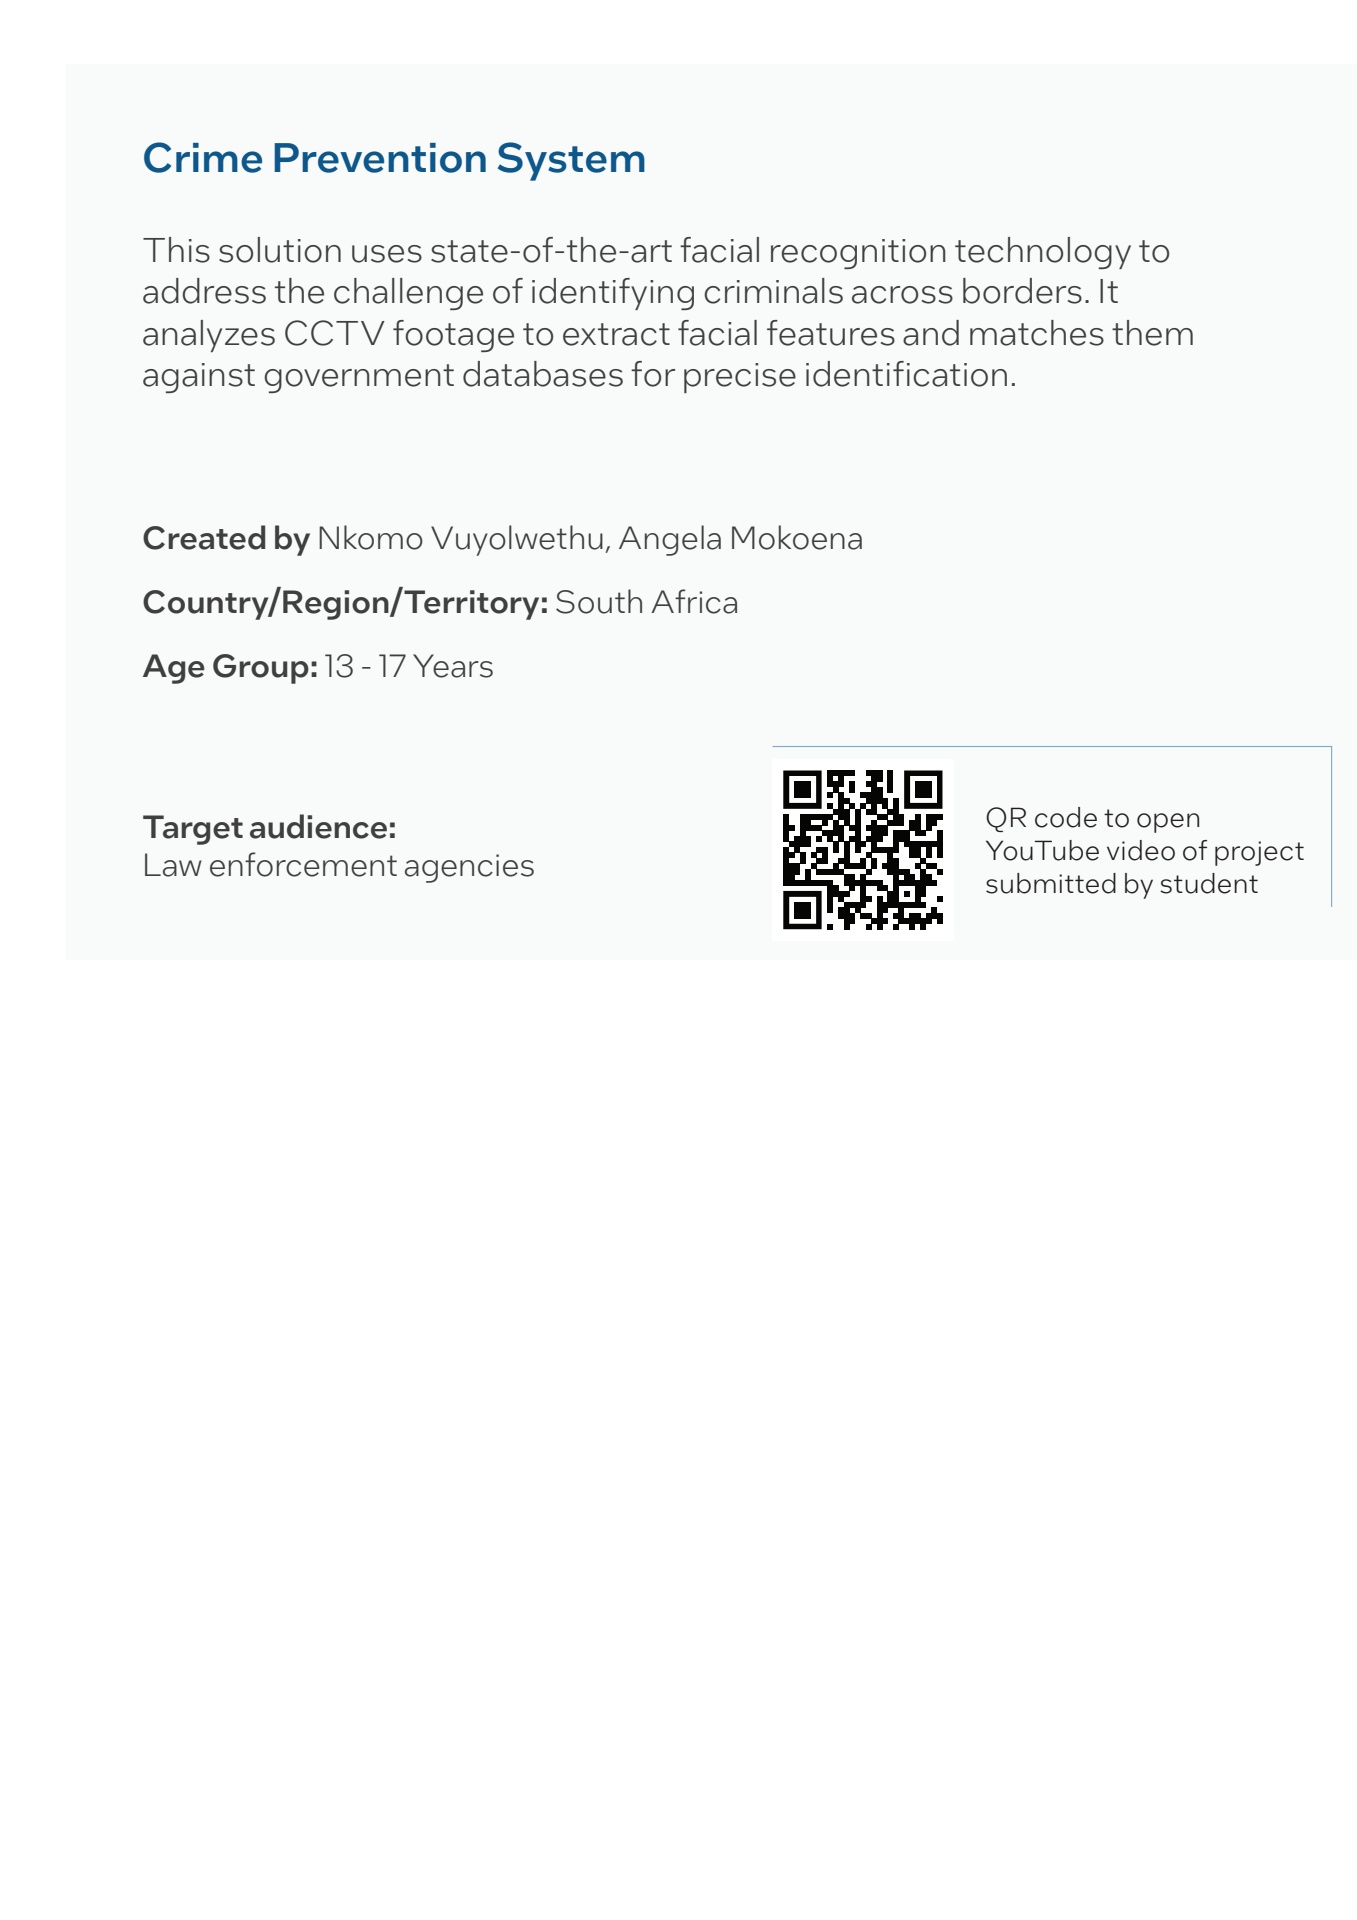 Crime Prevention System
This solution uses state-of-the-art facial recognition technology to
address the challenge of identifying criminals across borders. It
analyzes CCTV footage to extract facial features and matches them
against government databases for precise identification.
Created by Nkomo Vuyolwethu, Angela Mokoena
Country/Region/Territory: South Africa
Age Group: 13 - 17 Years
Target audience:
Law enforcement agencies
QR code to open
YouTube video of project
submitted by student